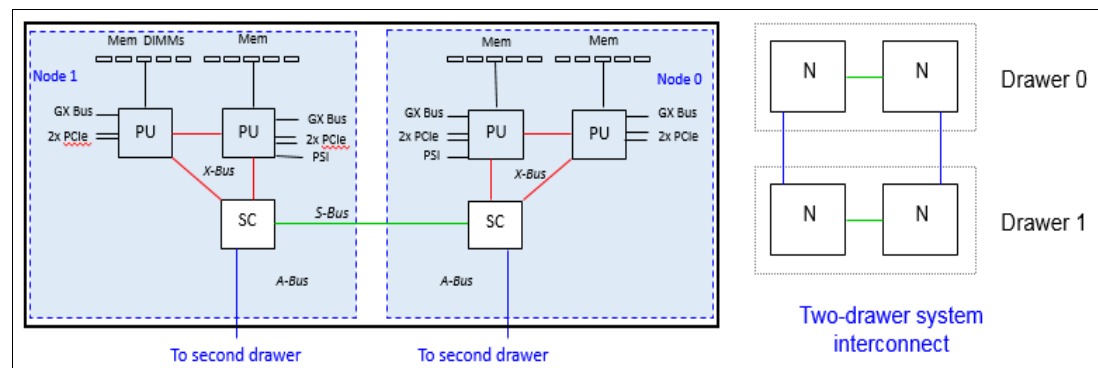 Mem DIMMs
Mem
Mem
Mem
Node 1
Node 0
GX Bus
PU
PU
GX Bus
2x PCIe
2x PCIe
PSI
X-Bus
GX Bus
PU
PU
GX Bus
2x PCIe
2x PCIe
PSI
X-Bus
SC
S-Bus
SC
A-Bus
A-Bus
To second drawer
To second drawer
N
N
Drawer 0
N
N
Drawer 1
Two-drawer system
interconnect